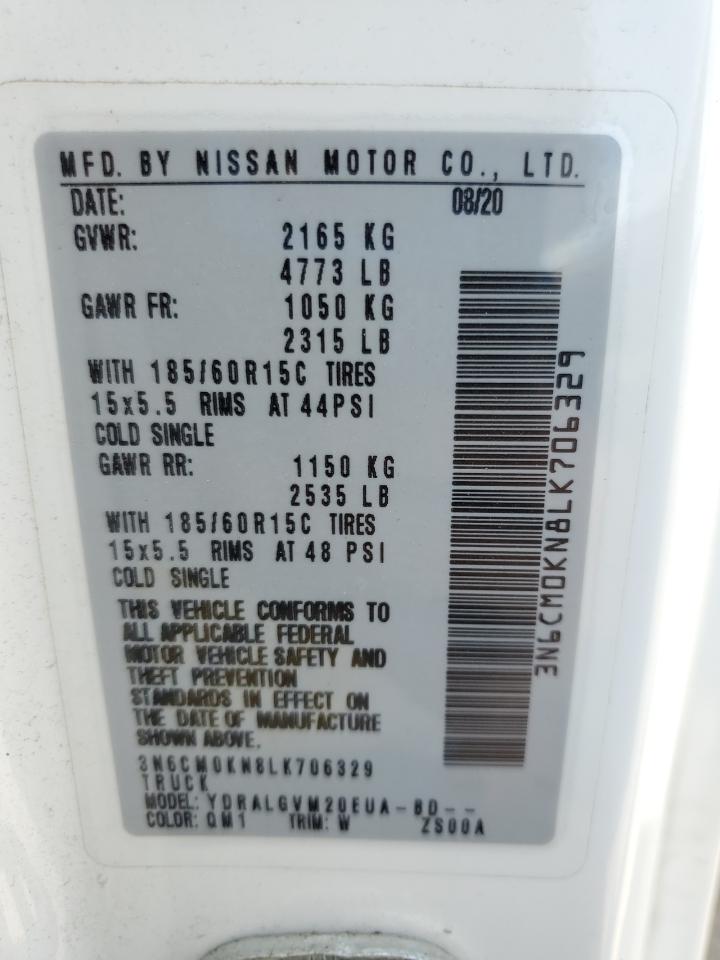 MFD. BY NISSAN MOTOR CO., LTD.
DATE: 08/20
GVWR: 2165 KG
4773 LB
GAWR FR: 1050 KG
2315 LB
WITH 185/60R15C TIRES
15x5.5 RIMS AT 44PSI
COLD SINGLE
GAWR RR: 1150 KG
2535 LB
WITH 185/60R15C TIRES
15x5.5 RIMS AT 48 PSI
COLD SINGLE
THIS VEHICLE CONFORMS TO
ALL APPLICABLE FEDERAL
MOTOR VEHICLE SAFETY AND
THEFT PREVENTION
STANDARDS IN EFFECT ON
THE DATE OF MANUFACTURE
SHOWN ABOVE.
3N6CM0KN8LK706329
TRUCK
MODEL: YDRALGVM20EUA-BD--
COLOR: QM1 TRIM: W ZS00A
3N6CM0KN8LK706329